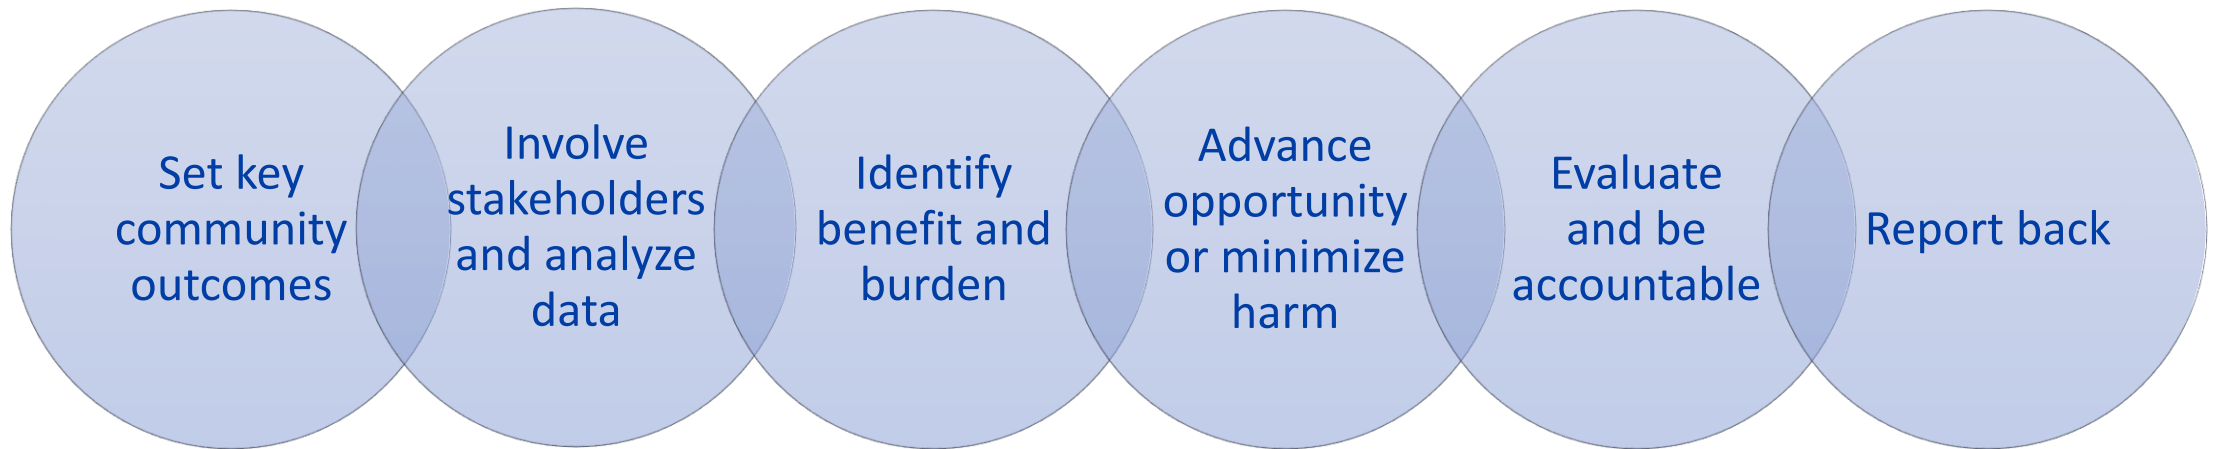 Set key
community
outcomes
Involve
stakeholders
and analyze
data
Identify
benefit and
burden
Advance
opportunity
or minimize
harm
Evaluate
and be
accountable
Report back